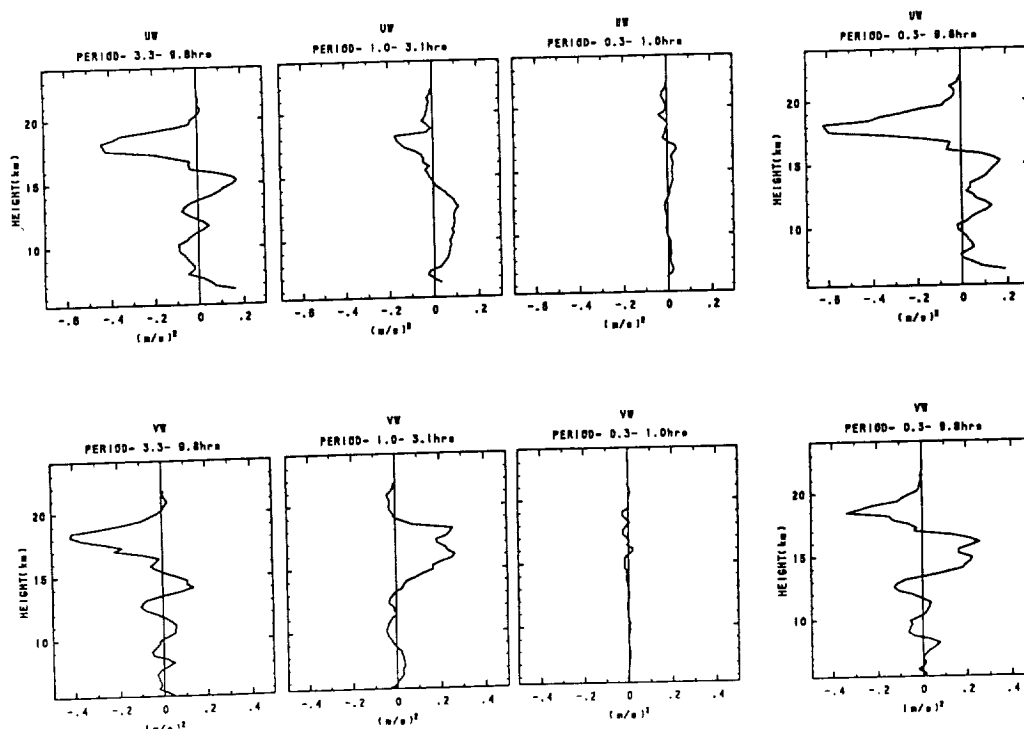 UW
PERIOD- 3.3- 9.8hrs
UW
PERIOD- 1.0- 3.1hrs
UW
PERIOD- 0.3- 1.0hrs
UW
PERIOD- 0.3- 9.8hrs
HEIGHT(km)
20
15
10
-.6 -.4 -.2 0 .2
(m/s)²
-.6 -.4 -.2 0 .2
(m/s)²
-.6 -.4 -.2 0 .2
(m/s)²
HEIGHT(km)
20
15
10
-.6 -.4 -.2 0 .2
(m/s)²
VW
PERIOD- 3.3- 9.8hrs
VW
PERIOD- 1.0- 3.1hrs
VW
PERIOD- 0.3- 1.0hrs
VW
PERIOD- 0.3- 9.8hrs
HEIGHT(km)
20
15
10
-.4 -.2 0 .2 .4
(m/s)²
-.4 -.2 0 .2 .4
(m/s)²
-.4 -.2 0 .2 .4
(m/s)²
HEIGHT(km)
20
15
10
-.4 -.2 0 .2 .4
(m/s)²